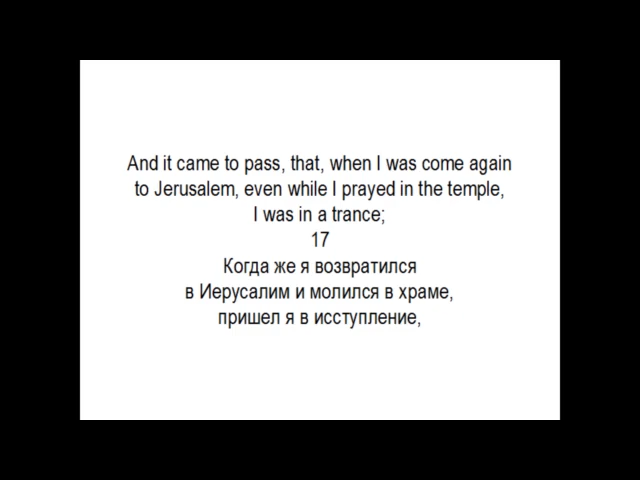 And it came to pass, that, when I was come again
to Jerusalem, even while I prayed in the temple,
I was in a trance;
17
Когда же я возвратился
в Иерусалим и молился в храме,
пришел я в исступление,